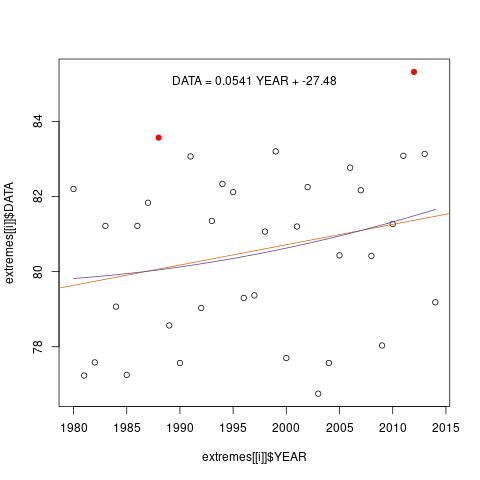 DATA = 0.0541 YEAR + -27.48
84
82
80
78
extremes[[i]]$DATA
1980 1985 1990 1995 2000 2005 2010 2015
extremes[[i]]$YEAR